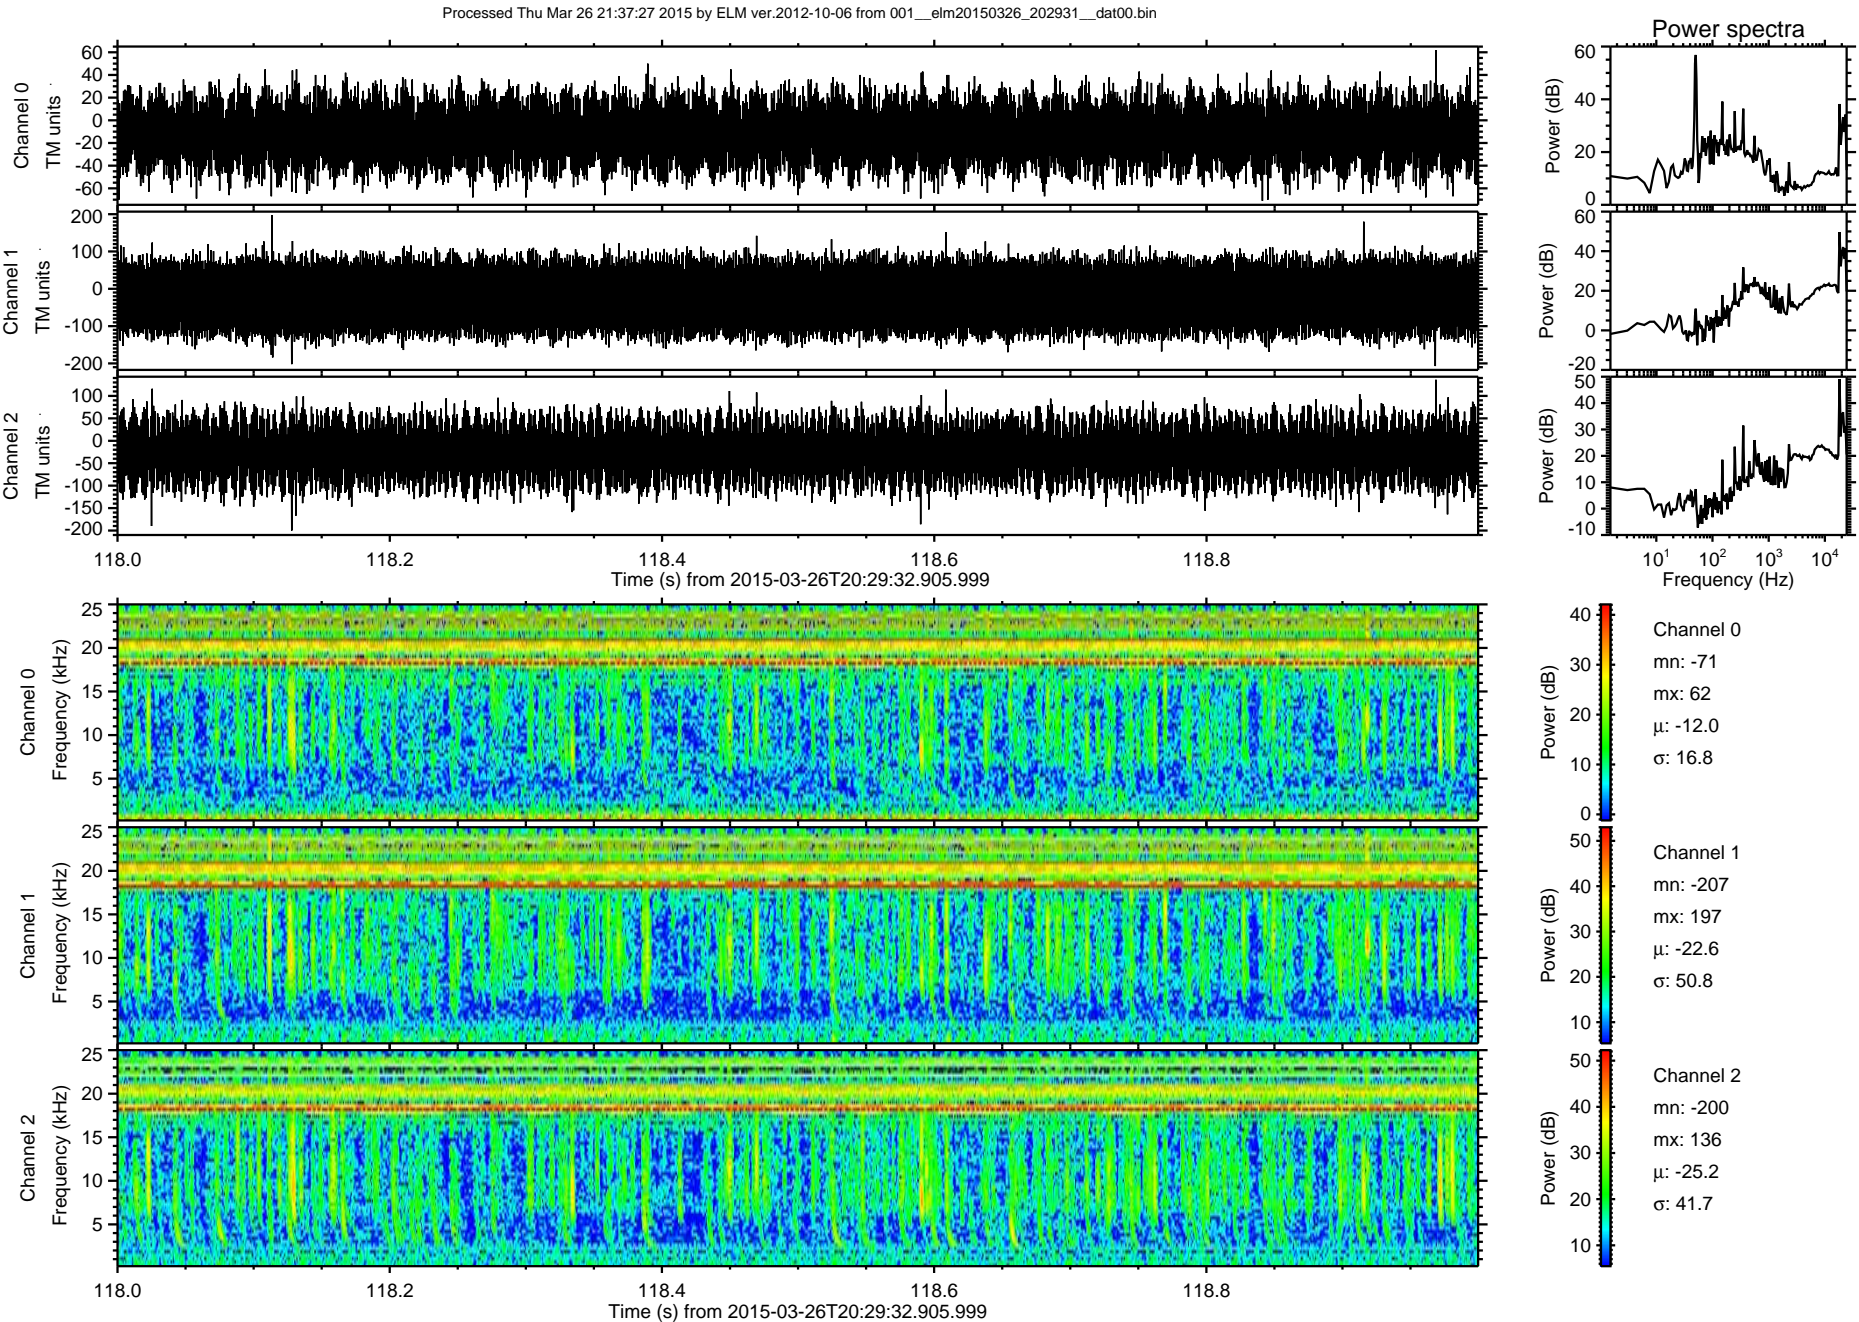 Processed Thu Mar 26 21:37:27 2015 by ELM ver.2012-10-06 from 001__elm20150326_202931__dat00.bin
Power spectra
Channel 0
TM units
60
40
20
0
-20
-40
-60
Power (dB)
60
40
20
0
Channel 1
TM units
200
100
0
-100
-200
Power (dB)
60
40
20
0
-20
Channel 2
TM units
100
50
0
-50
-100
-150
-200
Power (dB)
50
40
30
20
10
0
-10
118.0 118.2 118.4 118.6 118.8
Time (s) from 2015-03-26T20:29:32.905.999
10^1 10^2 10^3 10^4
Frequency (Hz)
Channel 0
Frequency (kHz)
25
20
15
10
5
Power (dB)
40
30
20
10
0
Channel 0
mn: -71
mx: 62
μ: -12.0
σ: 16.8
Channel 1
Frequency (kHz)
25
20
15
10
5
Power (dB)
50
40
30
20
10
Channel 1
mn: -207
mx: 197
μ: -22.6
σ: 50.8
Channel 2
Frequency (kHz)
25
20
15
10
5
Power (dB)
50
40
30
20
10
Channel 2
mn: -200
mx: 136
μ: -25.2
σ: 41.7
118.0 118.2 118.4 118.6 118.8
Time (s) from 2015-03-26T20:29:32.905.999